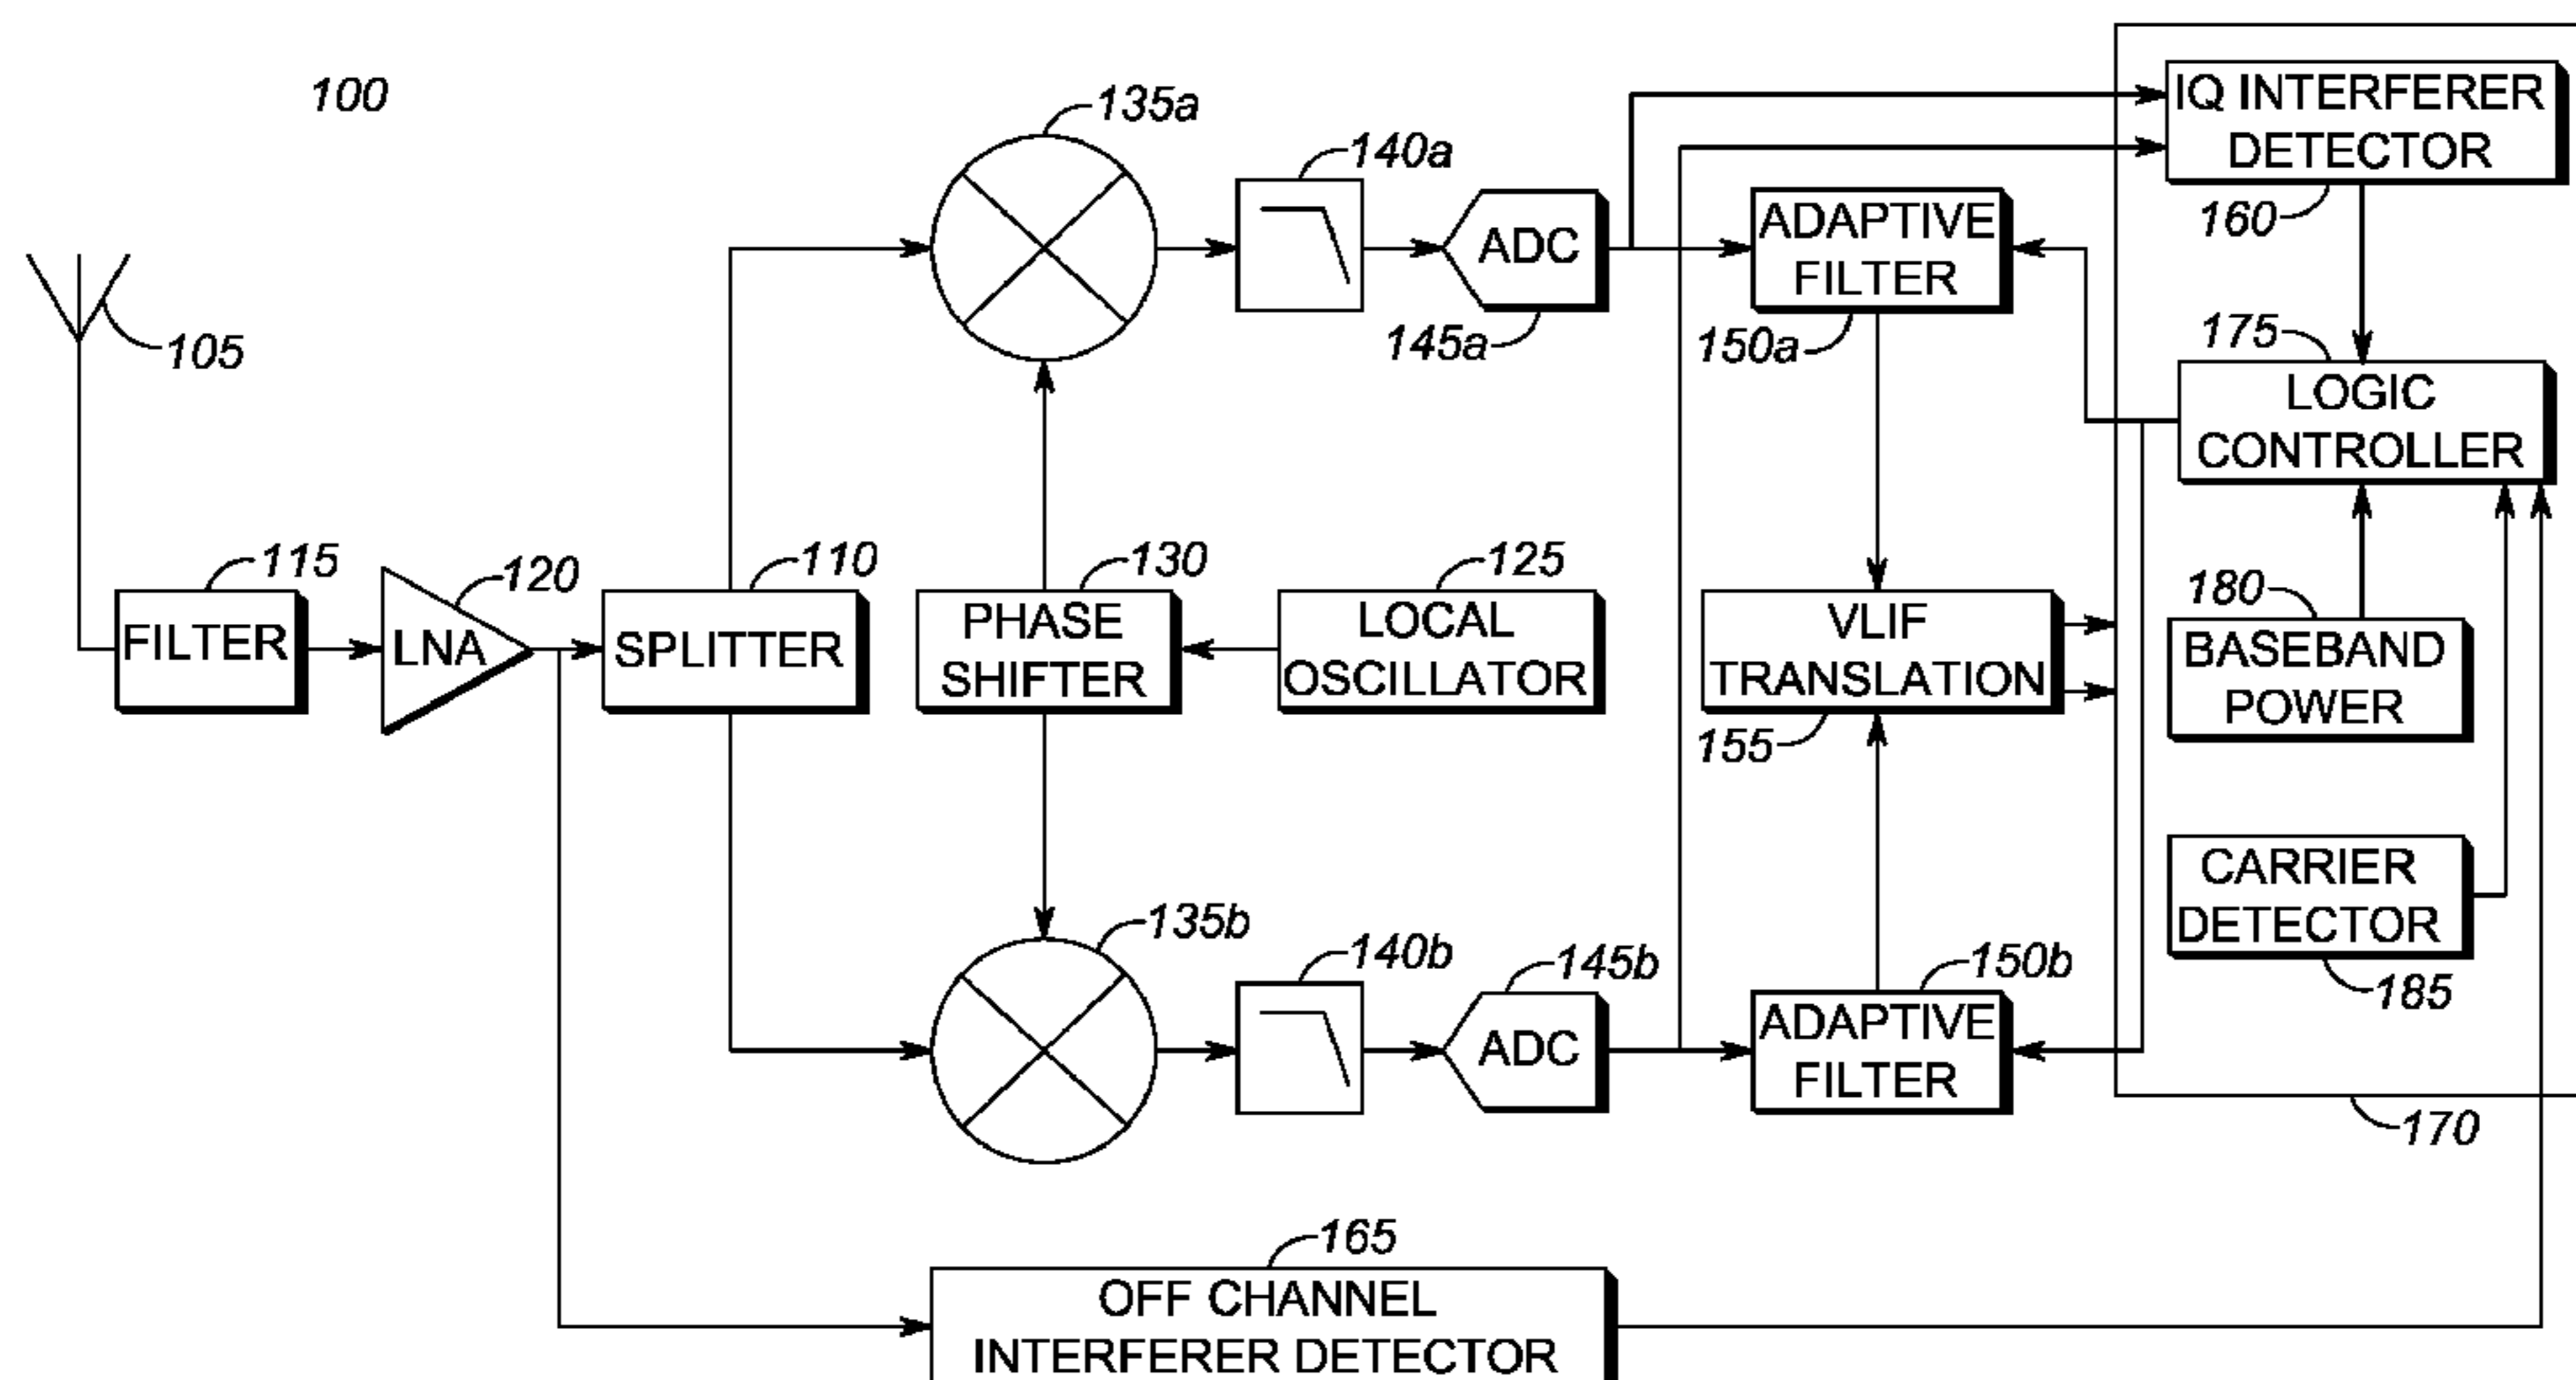 100
135a
140a
IQ INTERFERER
DETECTOR
160
ADC
145a
ADAPTIVE
FILTER
150a
105
175
LOGIC
CONTROLLER
115
FILTER
120
LNA
110
SPLITTER
130
PHASE
SHIFTER
125
LOCAL
OSCILLATOR
VLIF
TRANSLATION
155
180
BASEBAND
POWER
CARRIER
DETECTOR
185
135b
140b
145b
ADC
150b
ADAPTIVE
FILTER
170
165
OFF CHANNEL
INTERFERER DETECTOR